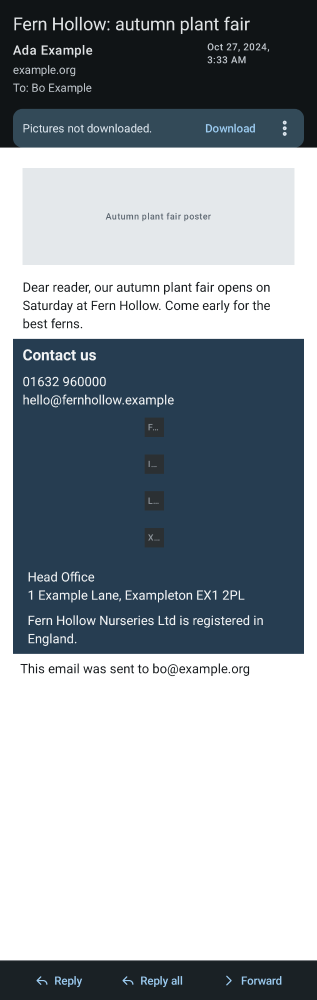 Fern Hollow: autumn plant fair
Ada Example
Oct 27, 2024,
3:33 AM
example.org
To: Bo Example
Pictures not downloaded.
Download
Autumn plant fair poster
Dear reader, our autumn plant fair opens on
Saturday at Fern Hollow. Come early for the
best ferns.
Contact us
01632 960000
hello@fernhollow.example
F...
I...
L...
X...
Head Office
1 Example Lane, Exampleton EX1 2PL
Fern Hollow Nurseries Ltd is registered in
England.
This email was sent to bo@example.org
Reply
Reply all
Forward